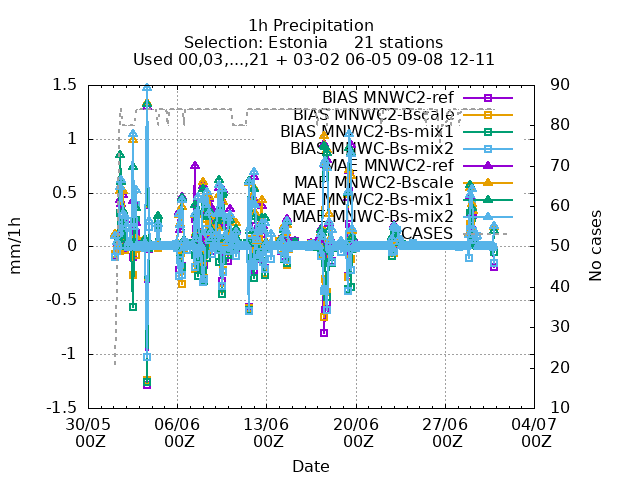 1h Precipitation
Selection: Estonia 21 stations
Used 00,03,...,21 + 03-02 06-05 09-08 12-11
1.5
1
0.5
0
-0.5
-1
-1.5
mm/1h
90
80
70
60
50
40
30
20
10
No cases
BIAS MNWC2-ref
BIAS MNWC2-Bscale
BIAS MNWC2-Bs-mix1
BIAS MNWC-Bs-mix2
MAE MNWC2-ref
MAE MNWC2-Bscale
MAE MNWC2-Bs-mix1
MAE MNWC-Bs-mix2
CASES
30/05 06/06 13/06 20/06 27/06 04/07
00Z 00Z 00Z 00Z 00Z 00Z
Date